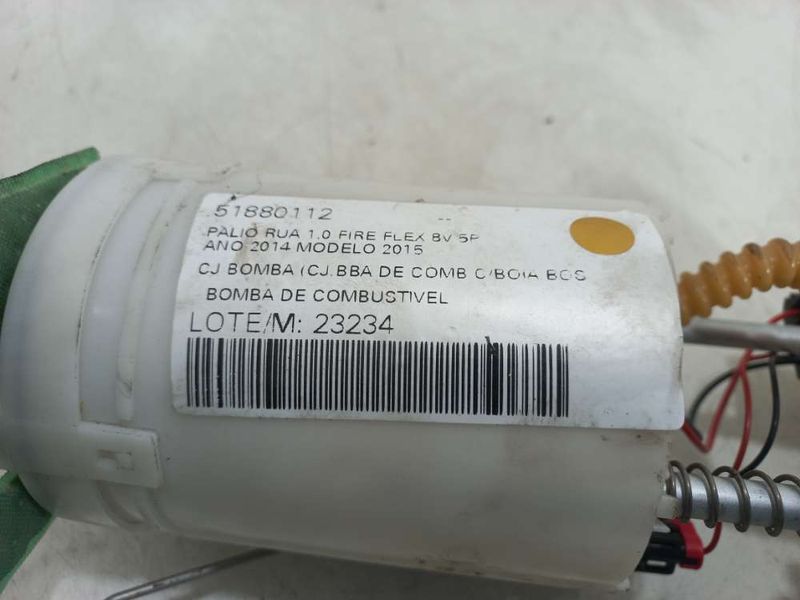 51880112 --
PALIO RUA 1.0 FIRE FLEX 8V 5P
ANO 2014 MODELO 2015
CJ BOMBA (CJ.BBA DE COMB C/BOIA BOS
BOMBA DE COMBUSTIVEL
LOTE/M: 23234